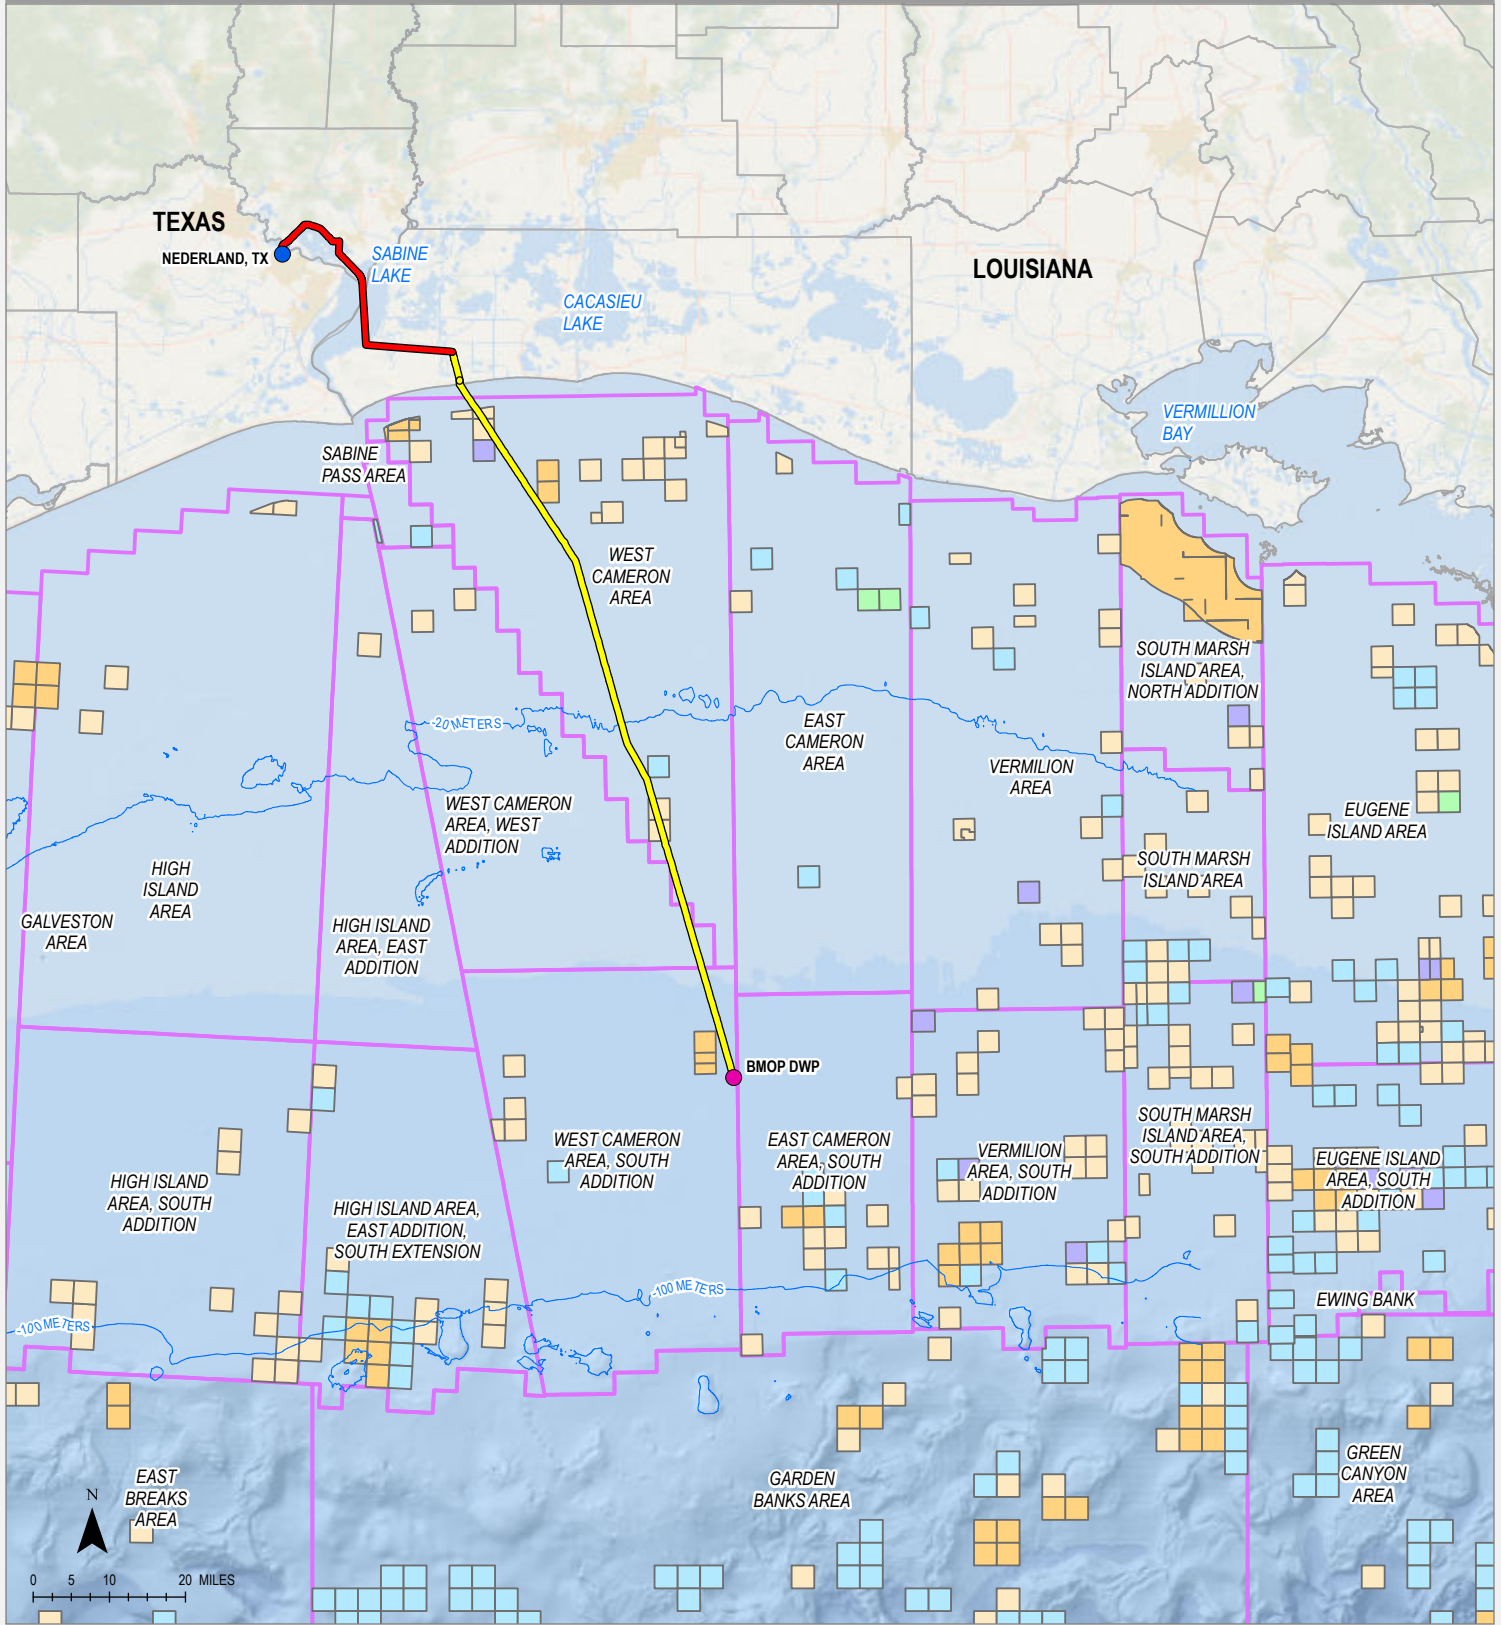 TEXAS
NEDERLAND, TX
SABINE
LAKE
LOUISIANA
CACASIEU
LAKE
VERMILLION
BAY
SABINE
PASS AREA
WEST
CAMERON
AREA
SOUTH MARSH
ISLAND AREA,
NORTH ADDITION
-20 METERS
EAST
CAMERON
AREA
VERMILION
AREA
WEST CAMERON
AREA, WEST
ADDITION
EUGENE
ISLAND AREA
HIGH
ISLAND
AREA
SOUTH MARSH
ISLAND AREA
GALVESTON
AREA
HIGH ISLAND
AREA, EAST
ADDITION
BMOP DWP
SOUTH MARSH
ISLAND AREA,
SOUTH ADDITION
WEST CAMERON
AREA, SOUTH
ADDITION
EAST CAMERON
AREA, SOUTH
ADDITION
VERMILION
AREA, SOUTH
ADDITION
EUGENE ISLAND
AREA, SOUTH
ADDITION
HIGH ISLAND
AREA, SOUTH
ADDITION
HIGH ISLAND AREA,
EAST ADDITION,
SOUTH EXTENSION
-100 METERS
EWING BANK
-100 METERS
EAST
BREAKS
AREA
GARDEN
BANKS AREA
GREEN
CANYON
AREA
N
0 5 10 20 MILES